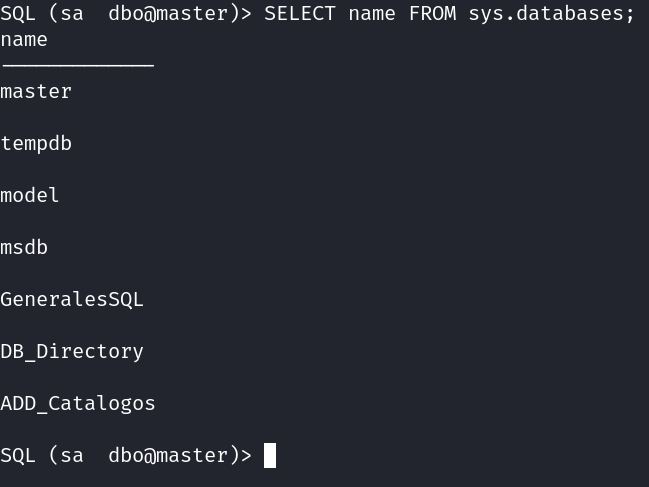 SQL (sa  dbo@master)> SELECT name FROM sys.databases;
name
-------------
master
tempdb
model
msdb
GeneralesSQL
DB_Directory
ADD_Catalogos
SQL (sa  dbo@master)>